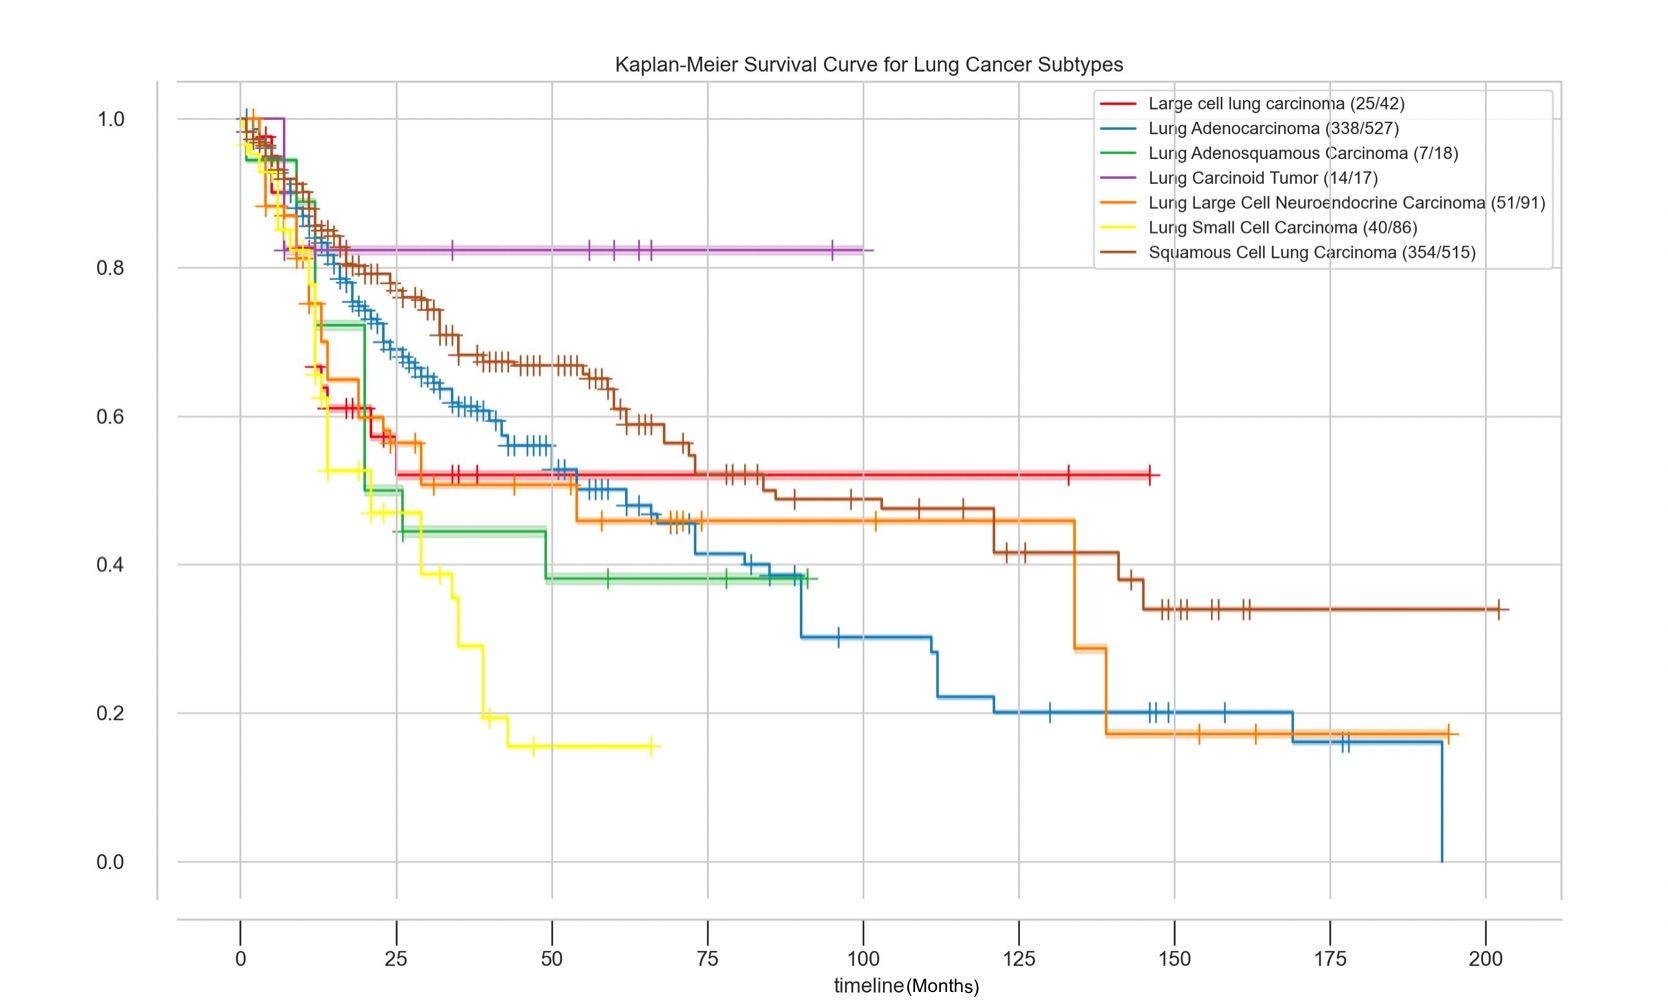 Kaplan-Meier Survival Curve for Lung Cancer Subtypes
Large cell lung carcinoma (25/42)
Lung Adenocarcinoma (338/527)
Lung Adenosquamous Carcinoma (7/18)
Lung Carcinoid Tumor (14/17)
Lung Large Cell Neuroendocrine Carcinoma (51/91)
Lung Small Cell Carcinoma (40/86)
Squamous Cell Lung Carcinoma (354/515)
1.0
0.8
0.6
0.4
0.2
0.0
0 25 50 75 100 125 150 175 200
timeline(Months)